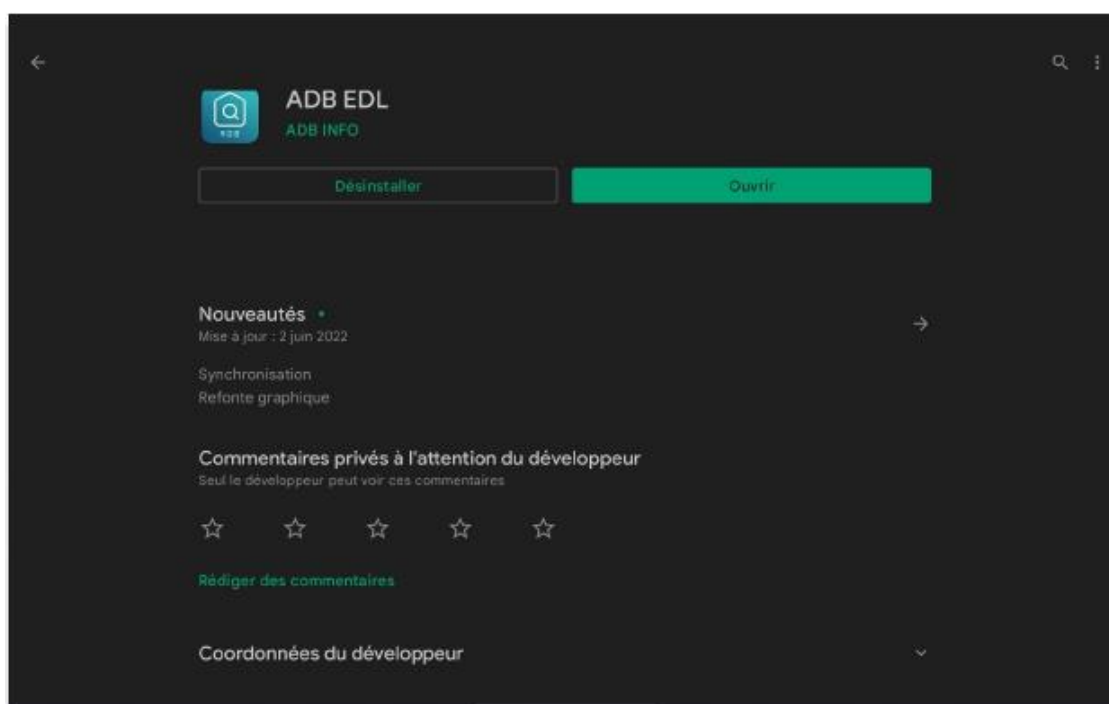 ADB EDL
ADB INFO
ADB
Désinstaller
Ouvrir
Nouveautés
Mise à jour : 2 juin 2022
Synchronisation
Refonte graphique
Commentaires privés à l'attention du développeur
Seul le développeur peut voir ces commentaires
Rédiger des commentaires
Coordonnées du développeur